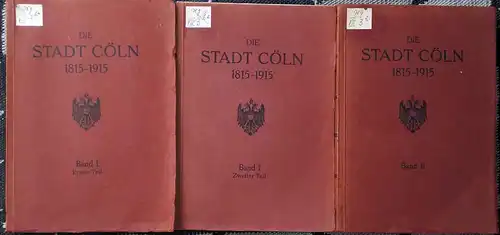 DIE
STADT CÖLN
1815-1915
Band I
Erster Teil
DIE
STADT CÖLN
1815-1915
Band I
Zweiter Teil
DIE
STADT CÖLN
1815-1915
Band II